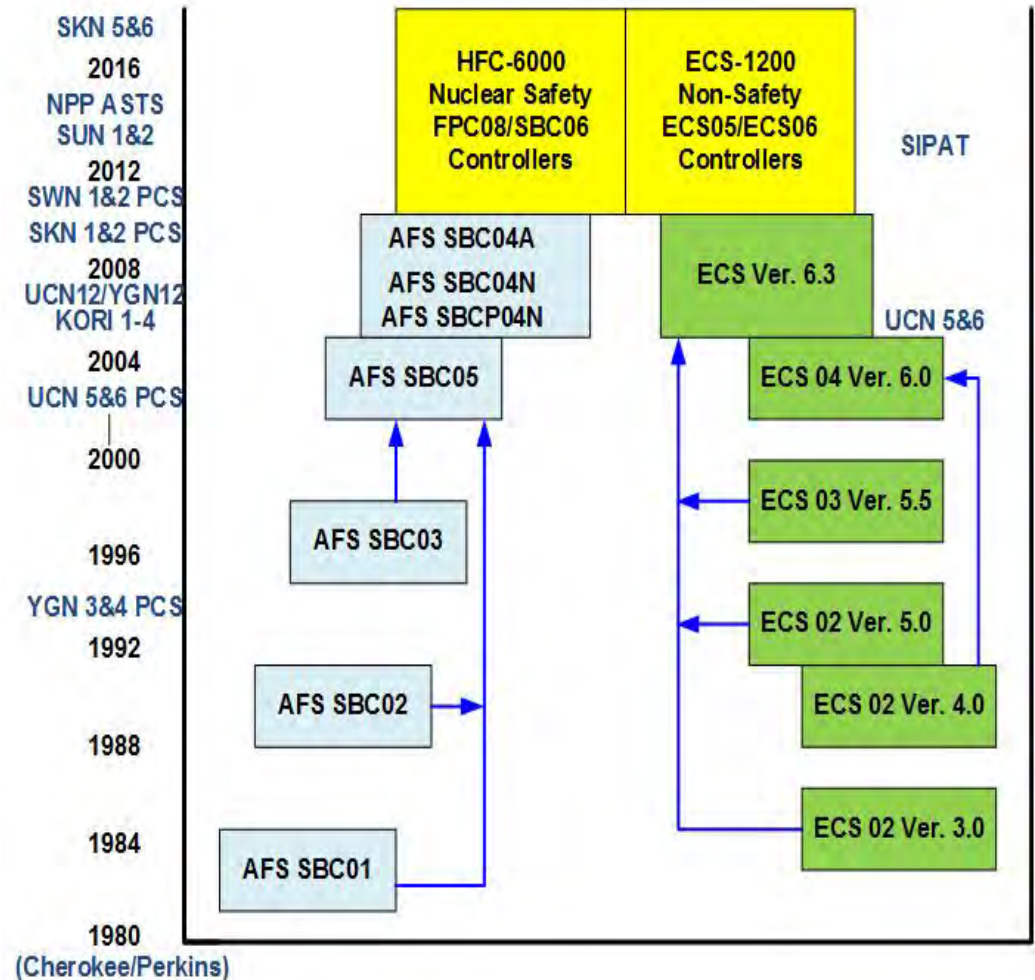 SKN 5&6
2016
NPP ASTS
SUN 1&2
2012
SWN 1&2 PCS
SKN 1&2 PCS
2008
UCN12/YGN12
KORI 1-4
2004
UCN 5&6 PCS
2000
1996
YGN 3&4 PCS
1992
1988
1984
1980
(Cherokee/Perkins)
HFC-6000
Nuclear Safety
FPC08/SBC06
Controllers
ECS-1200
Non-Safety
ECS05/ECS06
Controllers
SIPAT
AFS SBC04A
AFS SBC04N
AFS SBCP04N
ECS Ver. 6.3
UCN 5&6
AFS SBC05
ECS 04 Ver. 6.0
AFS SBC03
ECS 03 Ver. 5.5
ECS 02 Ver. 5.0
AFS SBC02
ECS 02 Ver. 4.0
ECS 02 Ver. 3.0
AFS SBC01